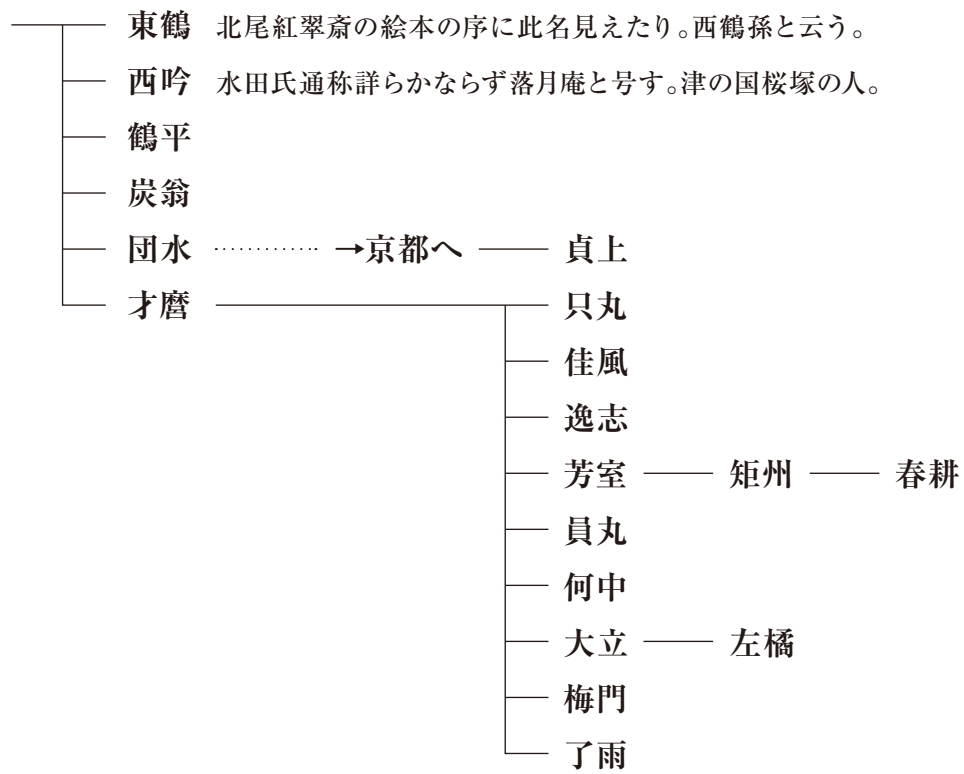 東鶴 北尾紅翠斎の絵本の序に此名見えたり。西鶴孫と云う。
西吟 水田氏通称詳らかならず落月庵と号す。津の国桜塚の人。
鶴平
炭翁
団水 ………… →京都へ 貞上
才麿 只丸
佳風
逸志
芳室 矩州 春耕
員丸
何中
大立 左橘
梅門
了雨